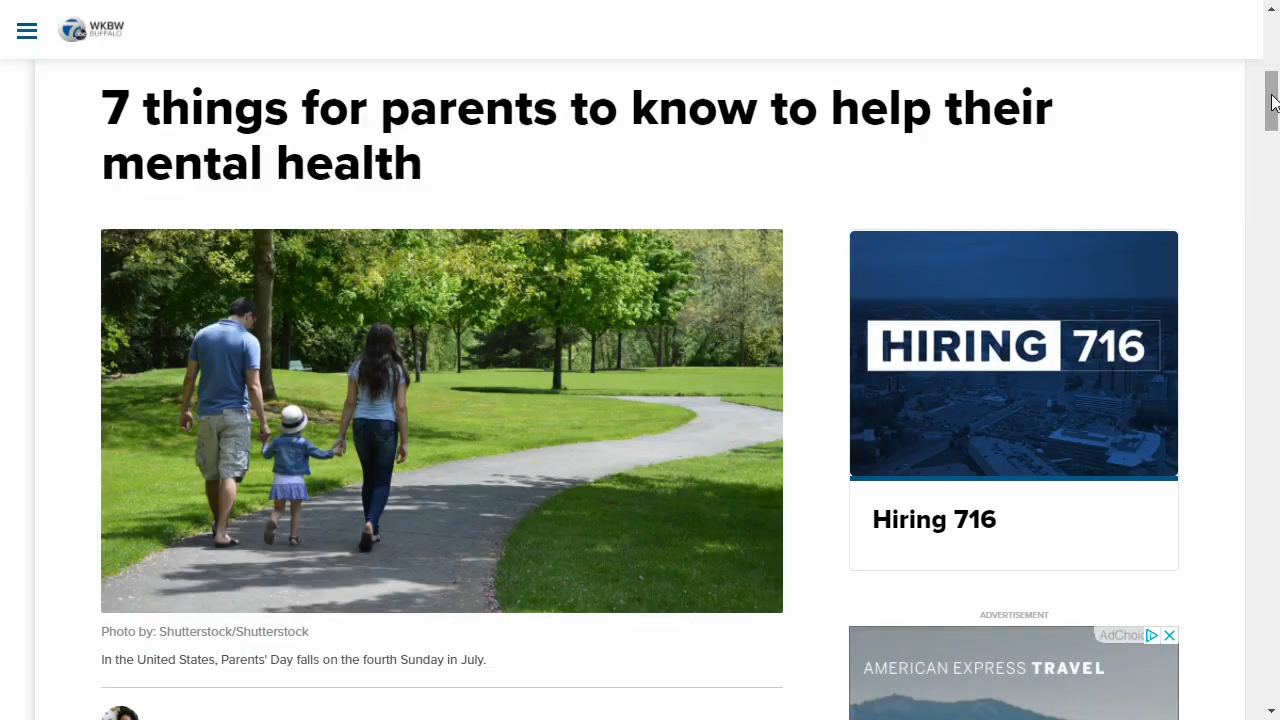 7
abc
WKBW
BUFFALO
7 things for parents to know to help their
mental health
HIRING 716
Hiring 716
Photo by: Shutterstock/Shutterstock
In the United States, Parents' Day falls on the fourth Sunday in July.
ADVERTISEMENT
AMERICAN EXPRESS TRAVEL